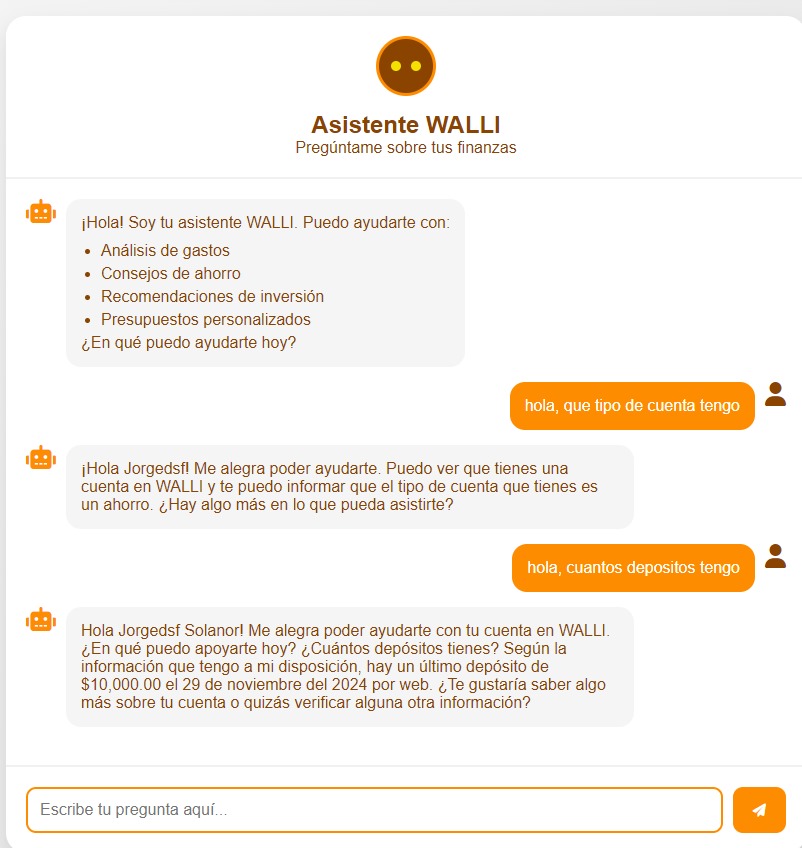 Asistente WALLI
Pregúntame sobre tus finanzas
¡Hola! Soy tu asistente WALLI. Puedo ayudarte con:
• Análisis de gastos
• Consejos de ahorro
• Recomendaciones de inversión
• Presupuestos personalizados
¿En qué puedo ayudarte hoy?
hola, que tipo de cuenta tengo
¡Hola Jorgedsf! Me alegra poder ayudarte. Puedo ver que tienes una
cuenta en WALLI y te puedo informar que el tipo de cuenta que tienes es
un ahorro. ¿Hay algo más en lo que pueda asistirte?
hola, cuantos depositos tengo
Hola Jorgedsf Solanor! Me alegra poder ayudarte con tu cuenta en WALLI.
¿En qué puedo apoyarte hoy? ¿Cuántos depósitos tienes? Según la
información que tengo a mi disposición, hay un último depósito de
$10,000.00 el 29 de noviembre del 2024 por web. ¿Te gustaría saber algo
más sobre tu cuenta o quizás verificar alguna otra información?
Escribe tu pregunta aquí...